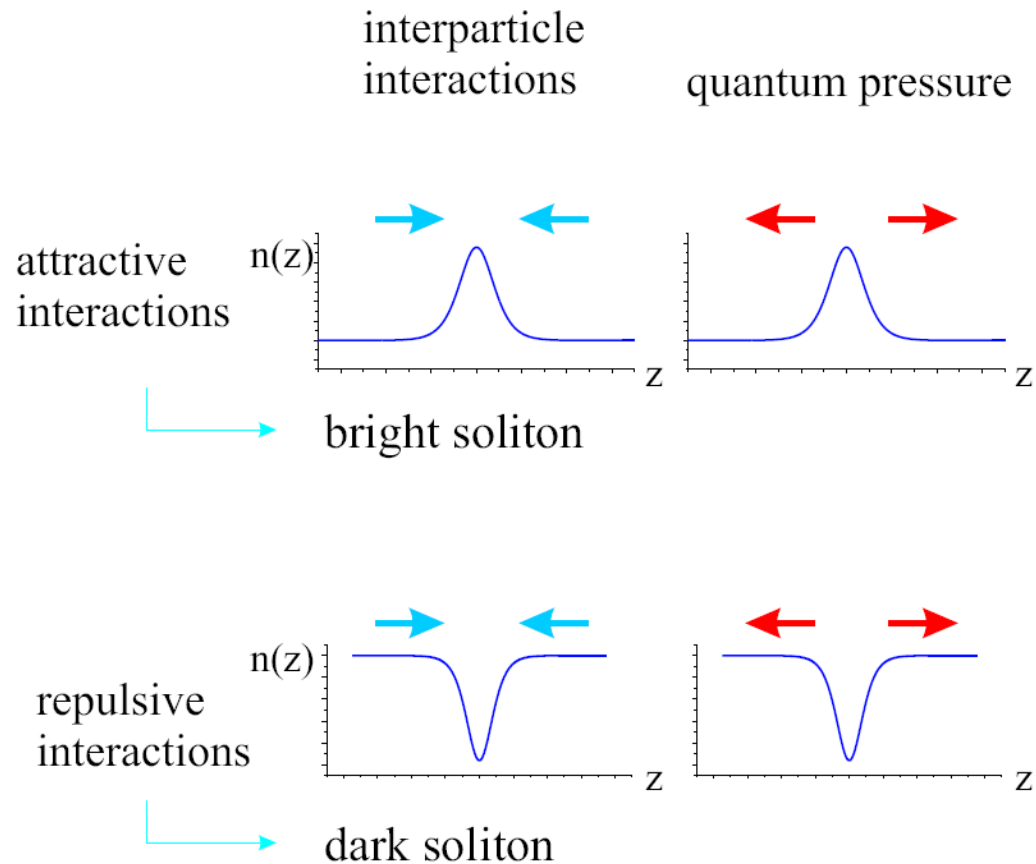 interparticle
interactions
quantum pressure
attractive
interactions
n(z)
z
z
bright soliton
repulsive
interactions
n(z)
z
z
dark soliton